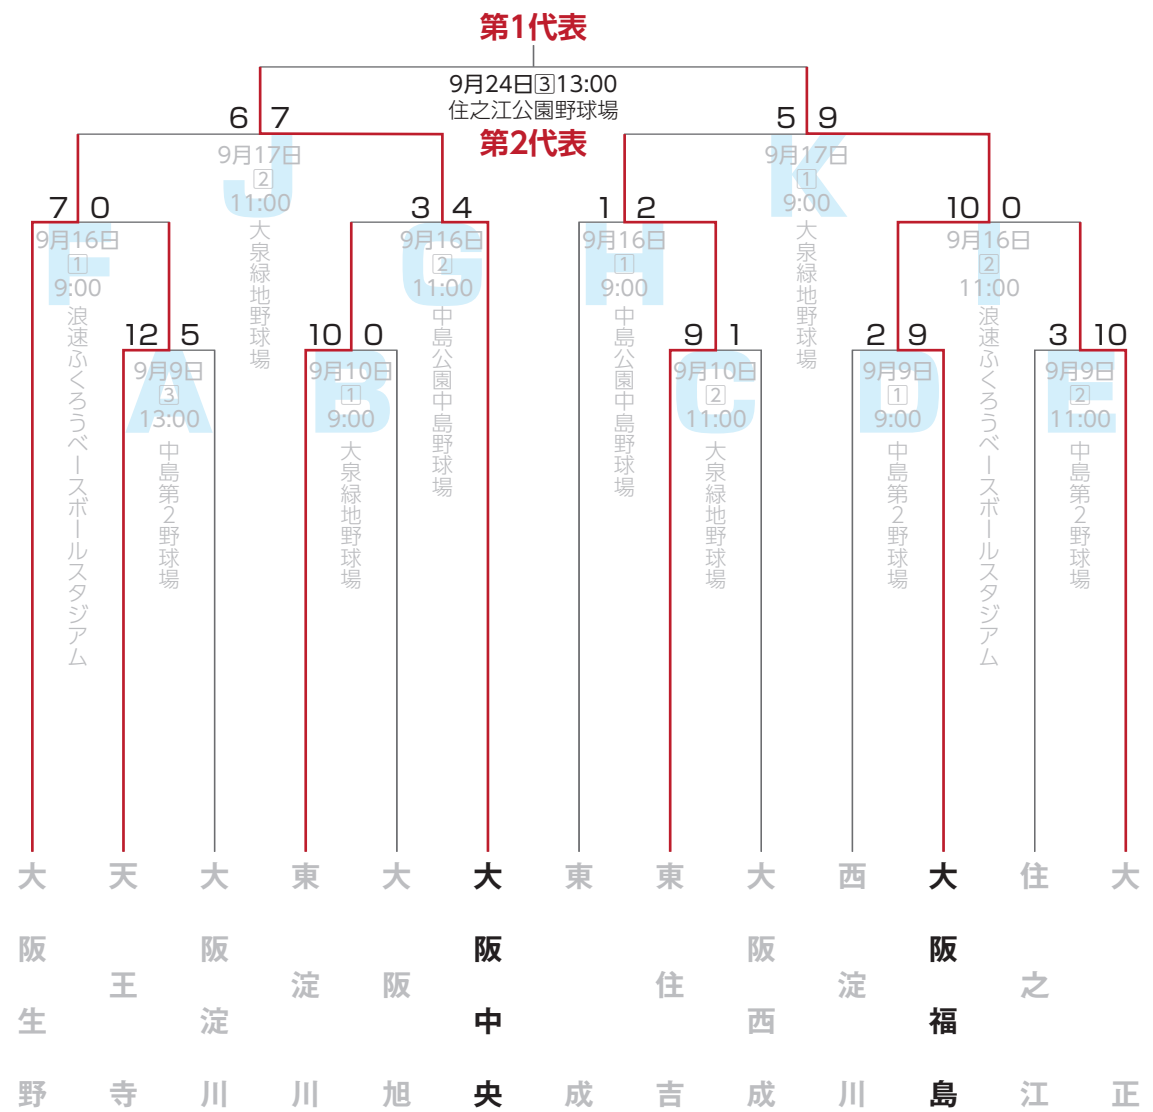 第1代表
9月24日3 13:00
住之江公園野球場
第2代表
6 7
5 9
J
9月17日
2
11:00
大泉緑地野球場
K
9月17日
1
9:00
大泉緑地野球場
7 0
3 4
1 2
10 0
F
9月16日
1
9:00
浪速ふくろうベースボールスタジアム
G
9月16日
2
11:00
中島公園中島野球場
H
9月16日
1
9:00
中島公園中島野球場
I
9月16日
2
11:00
浪速ふくろうベースボールスタジアム
12 5
10 0
9 1
2 9
3 10
A
9月9日
3
13:00
中島第2野球場
B
9月10日
1
9:00
大泉緑地野球場
C
9月10日
2
11:00
大泉緑地野球場
D
9月9日
1
9:00
中島第2野球場
E
9月9日
2
11:00
中島第2野球場
大阪生野
天王寺
大阪淀川
東淀川
大阪旭
大阪中央
東成
東住吉
大阪西成
西淀川
大阪福島
住之江
大正